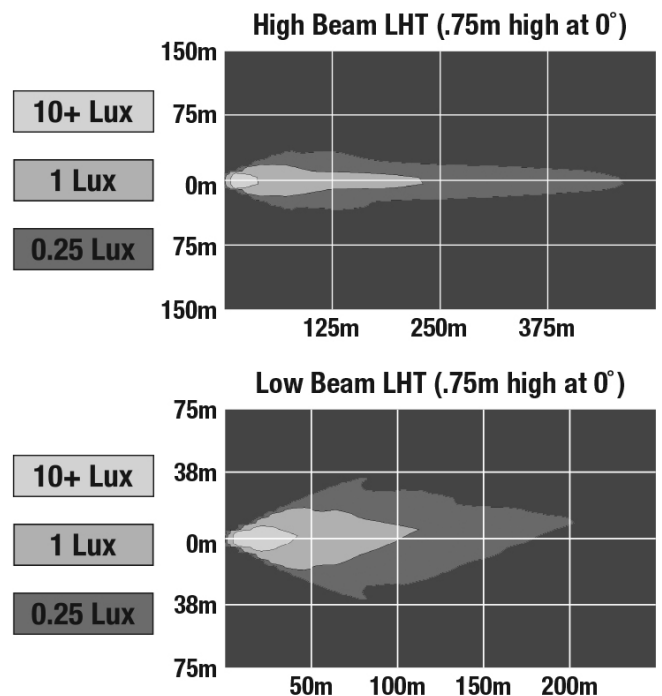 High Beam LHT (.75m high at 0°)
150m
75m
0m
75m
150m
125m 250m 375m
10+ Lux
1 Lux
0.25 Lux
Low Beam LHT (.75m high at 0°)
75m
38m
0m
38m
75m
50m 100m 150m 200m
10+ Lux
1 Lux
0.25 Lux